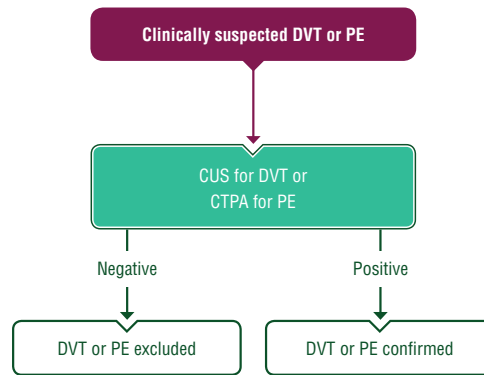 Clinically suspected DVT or PE
CUS for DVT or
CTPA for PE
Negative
Positive
DVT or PE excluded
DVT or PE confirmed